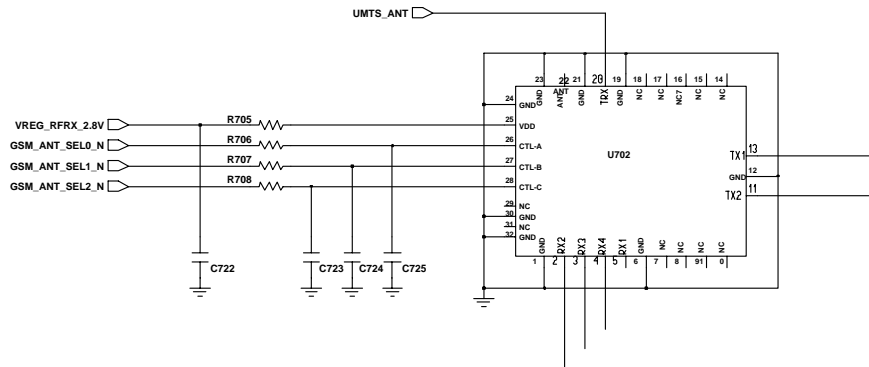 UMTS_ANT
23 22 21 20 19 18 17 16 15 14
GND ANT GND TRX GND NC NC NC7 NC NC
24 GND
VREG_RFRX_2.8V R705 25 VDD
GSM_ANT_SEL0_N R706 26 CTL-A
GSM_ANT_SEL1_N R707 27 CTL-B
GSM_ANT_SEL2_N R708 28 CTL-C
U702
TX1 13
GND 12
TX2 11
29 NC
30 GND
31 NC
32 GND
GND RX2 RX3 RX4 RX1 GND NC NC NC NC
1 2 3 4 5 6 7 8 91 0
C722 C723 C724 C725